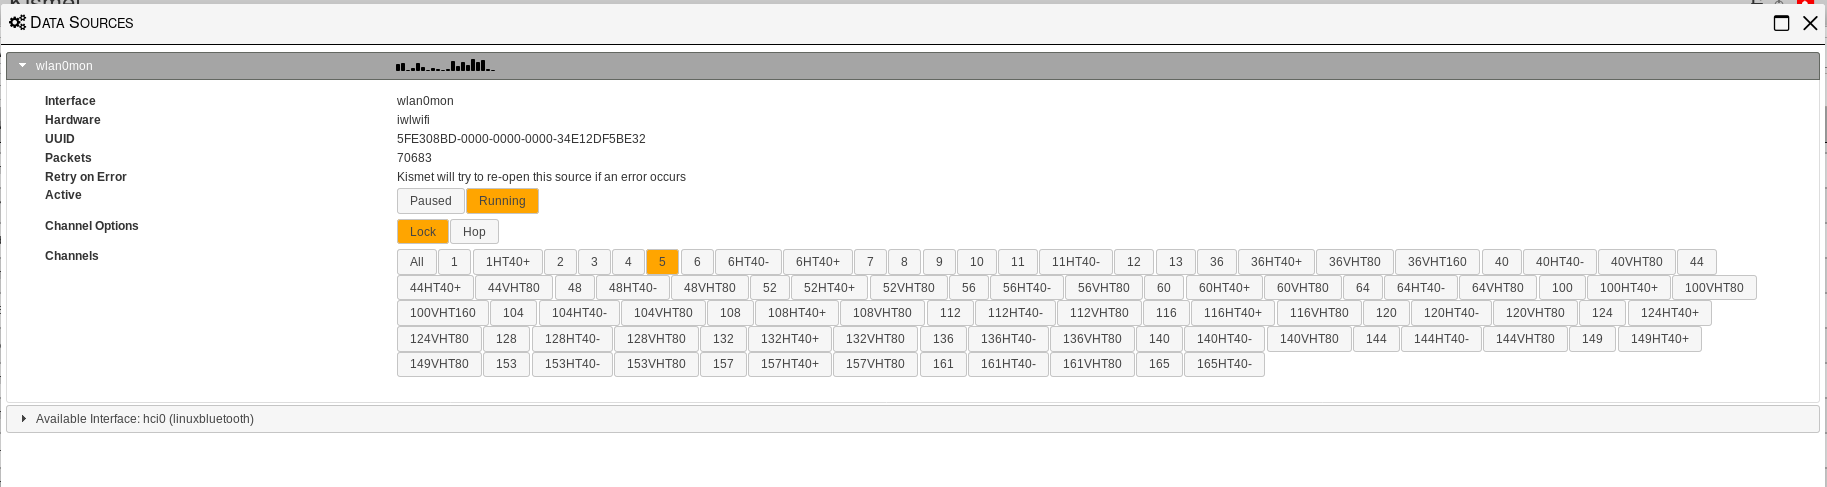 Kismet
DATA SOURCES
wlan0mon
Interface wlan0mon
Hardware iwlwifi
UUID 5FE308BD-0000-0000-0000-34E12DF5BE32
Packets 70683
Retry on Error Kismet will try to re-open this source if an error occurs
Active Paused Running
Channel Options Lock Hop
Channels All 1 1HT40+ 2 3 4 5 6 6HT40- 6HT40+ 7 8 9 10 11 11HT40- 12 13 36 36HT40+ 36VHT80 36VHT160 40 40HT40- 40VHT80 44
44HT40+ 44VHT80 48 48HT40- 48VHT80 52 52HT40+ 52VHT80 56 56HT40- 56VHT80 60 60HT40+ 60VHT80 64 64HT40- 64VHT80 100 100HT40+ 100VHT80
100VHT160 104 104HT40- 104VHT80 108 108HT40+ 108VHT80 112 112HT40- 112VHT80 116 116HT40+ 116VHT80 120 120HT40- 120VHT80 124 124HT40+
124VHT80 128 128HT40- 128VHT80 132 132HT40+ 132VHT80 136 136HT40- 136VHT80 140 140HT40- 140VHT80 144 144HT40- 144VHT80 149 149HT40+
149VHT80 153 153HT40- 153VHT80 157 157HT40+ 157VHT80 161 161HT40- 161VHT80 165 165HT40-
Available Interface: hci0 (linuxbluetooth)